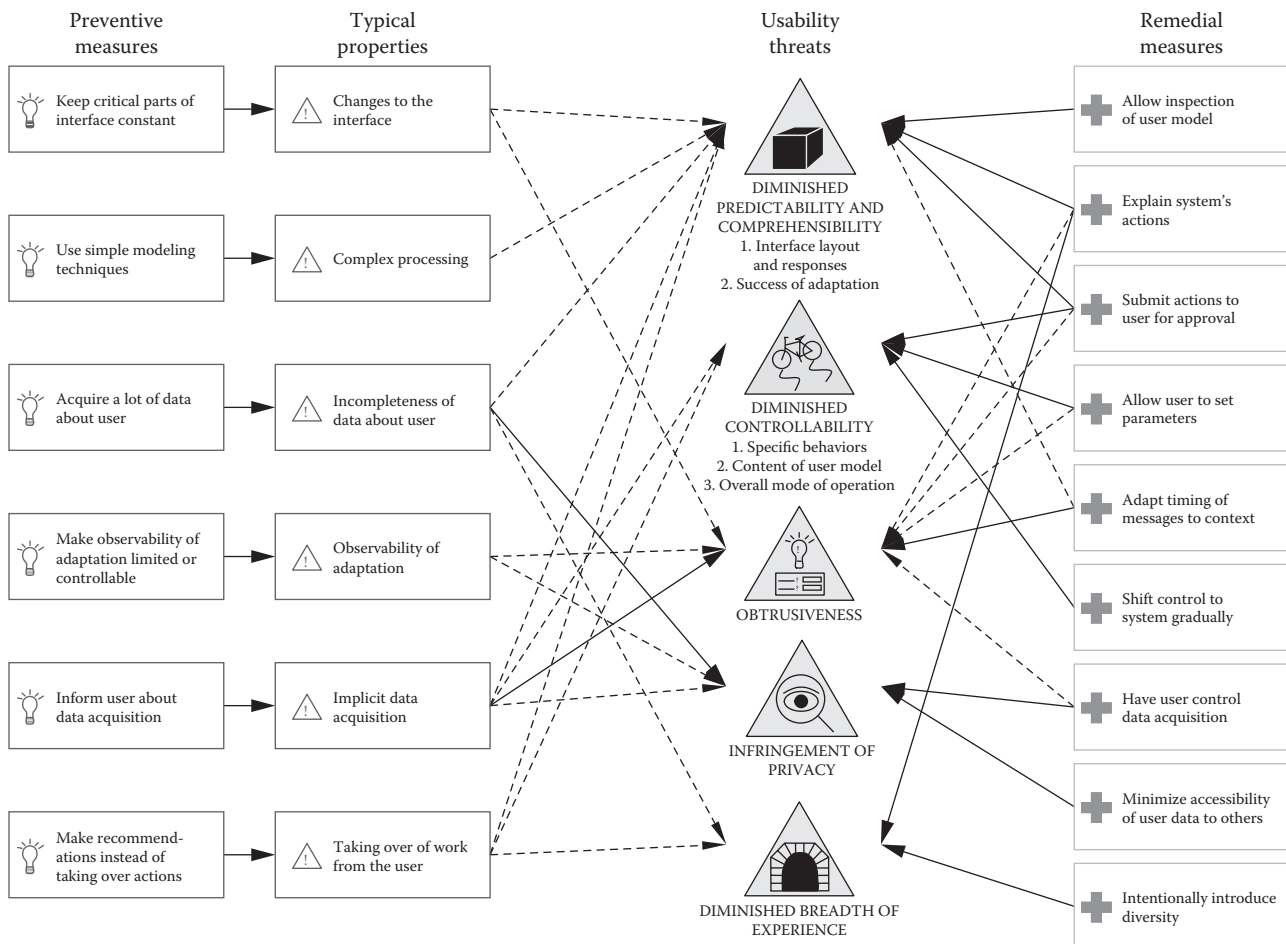 Preventive
measures
Typical
properties
Usability
threats
Remedial
measures
Keep critical parts of
interface constant
Use simple modeling
techniques
Acquire a lot of data
about user
Make observability of
adaptation limited or
controllable
Inform user about
data acquisition
Make recommend-
ations instead of
taking over actions
!
Changes to the
interface
!
Complex processing
!
Incompleteness of
data about user
!
Observability of
adaptation
!
Implicit data
acquisition
!
Taking over of work
from the user
DIMINISHED
PREDICTABILITY AND
COMPREHENSIBILITY
1. Interface layout
and responses
2. Success of adaptation
DIMINISHED
CONTROLLABILITY
1. Specific behaviors
2. Content of user model
3. Overall mode of operation
OBTRUSIVENESS
INFRINGEMENT OF
PRIVACY
DIMINISHED BREADTH OF
EXPERIENCE
Allow inspection
of user model
Explain system’s
actions
Submit actions to
user for approval
Allow user to set
parameters
Adapt timing of
messages to context
Shift control to
system gradually
Have user control
data acquisition
Minimize accessibility
of user data to others
Intentionally introduce
diversity